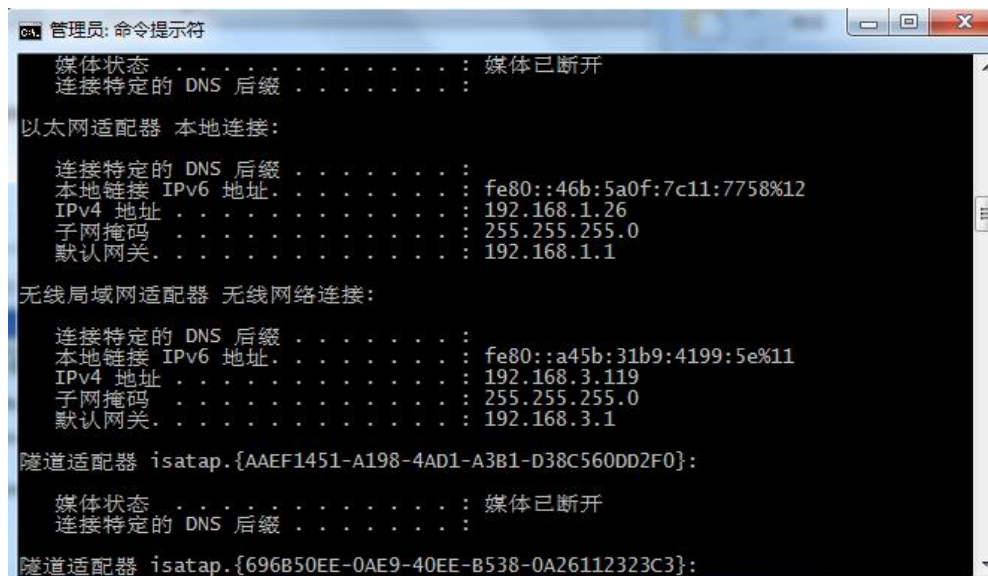 管理员: 命令提示符
媒体状态 . . . . . . . . . . . . : 媒体已断开
连接特定的 DNS 后缀 . . . . . . . :
以太网适配器 本地连接:
连接特定的 DNS 后缀 . . . . . . . :
本地链接 IPv6 地址. . . . . . . . : fe80::46b:5a0f:7c11:7758%12
IPv4 地址 . . . . . . . . . . . . : 192.168.1.26
子网掩码 . . . . . . . . . . . . : 255.255.255.0
默认网关. . . . . . . . . . . . . : 192.168.1.1
无线局域网适配器 无线网络连接:
连接特定的 DNS 后缀 . . . . . . . :
本地链接 IPv6 地址. . . . . . . . : fe80::a45b:31b9:4199:5e%11
IPv4 地址 . . . . . . . . . . . . : 192.168.3.119
子网掩码 . . . . . . . . . . . . : 255.255.255.0
默认网关. . . . . . . . . . . . . : 192.168.3.1
隧道适配器 isatap.{AAEF1451-A198-4AD1-A3B1-D38C560DD2F0}:
媒体状态 . . . . . . . . . . . . : 媒体已断开
连接特定的 DNS 后缀 . . . . . . . :
隧道适配器 isatap.{696B50EE-0AE9-40EE-B538-0A26112323C3}: